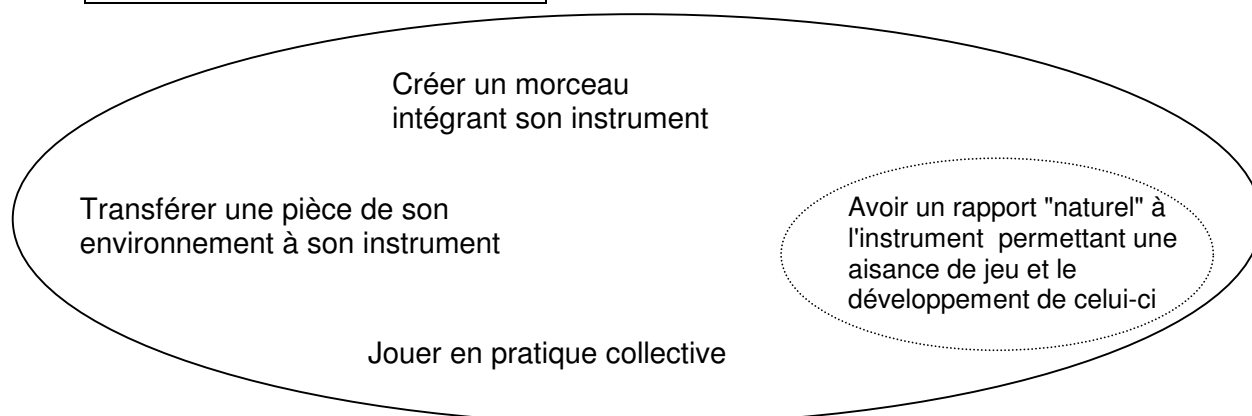 Créer un morceau
intégrant son instrument
Transférer une pièce de son
environnement à son instrument
Avoir un rapport "naturel" à
l'instrument  permettant une
aisance de jeu et le
développement de celui-ci
Jouer en pratique collective